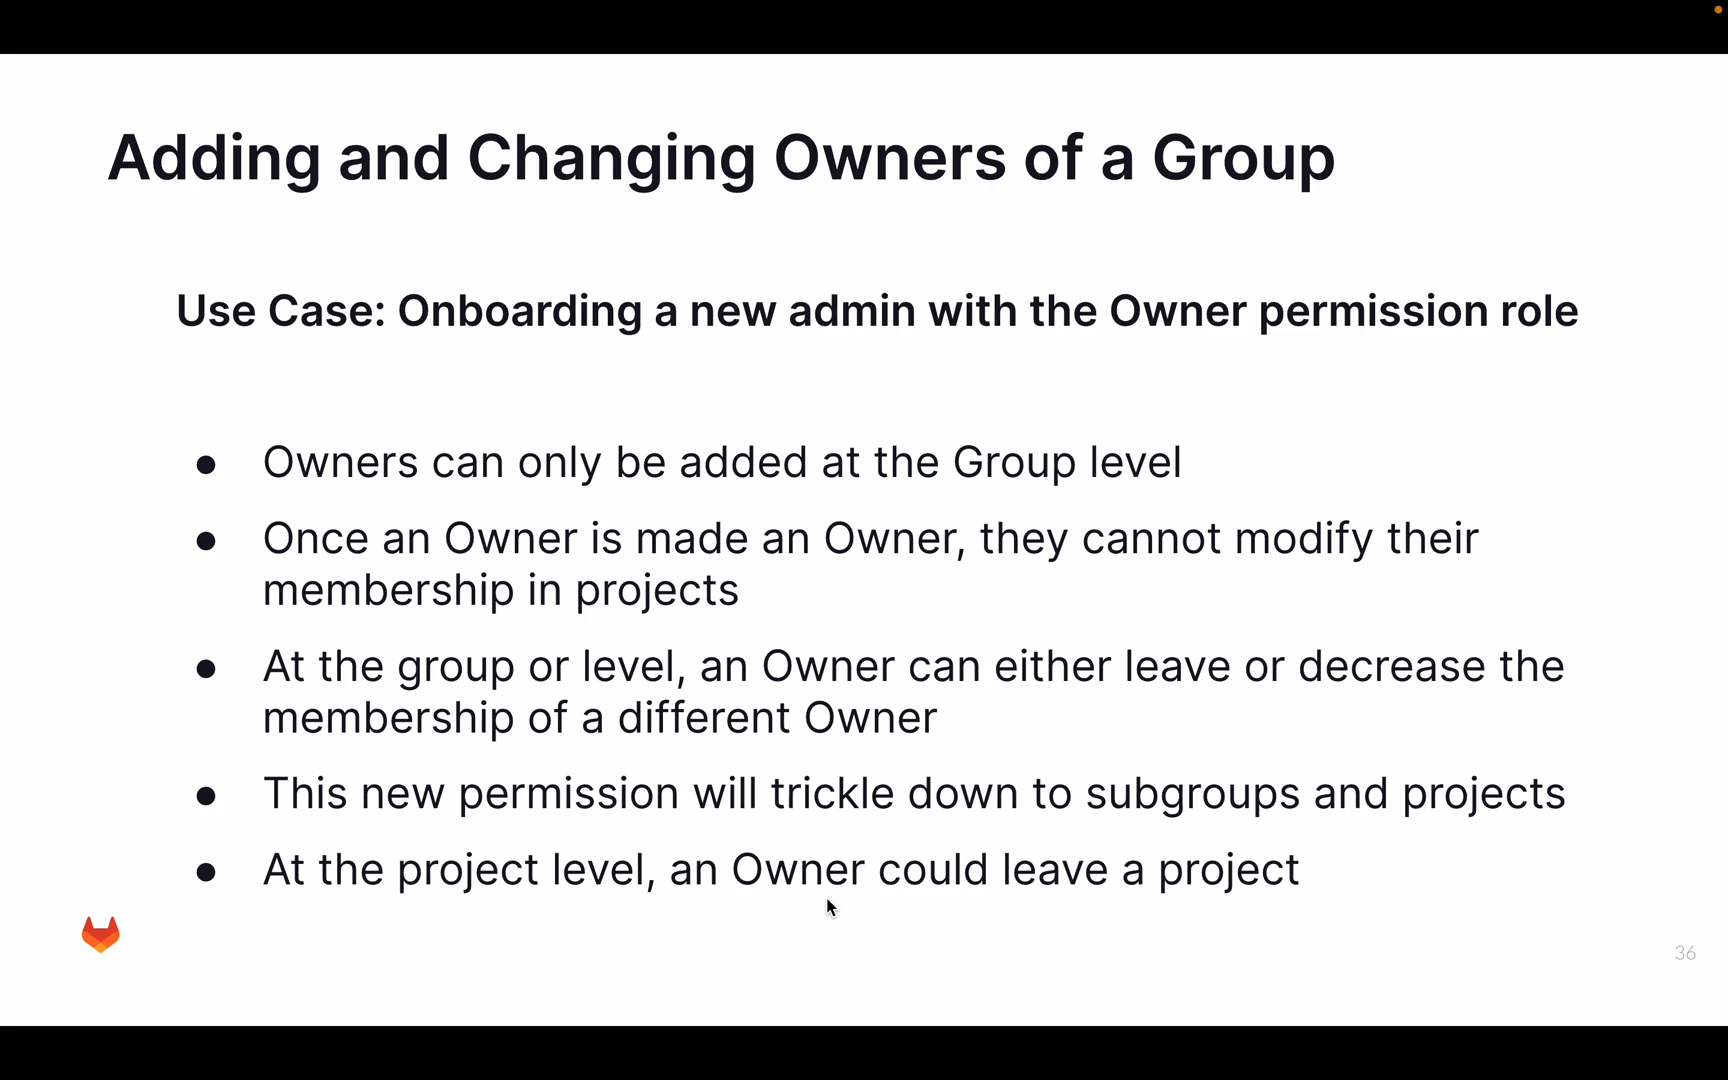 Adding and Changing Owners of a Group
Use Case: Onboarding a new admin with the Owner permission role
● Owners can only be added at the Group level
● Once an Owner is made an Owner, they cannot modify their
membership in projects
● At the group or level, an Owner can either leave or decrease the
membership of a different Owner
● This new permission will trickle down to subgroups and projects
● At the project level, an Owner could leave a project
36